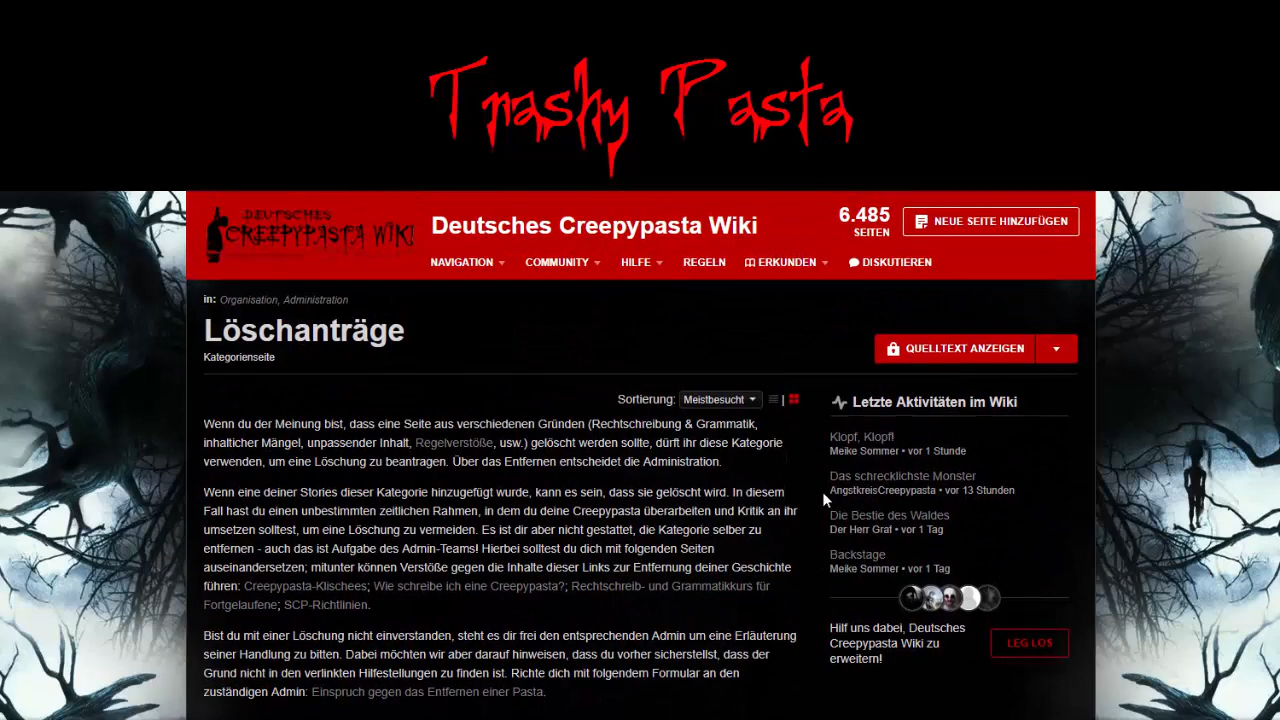 Trashy Pasta
DEUTSCHES
CREEPYPASTA WIKI
Deutsches Creepypasta Wiki
6.485
SEITEN
NEUE SEITE HINZUFÜGEN
NAVIGATION COMMUNITY HILFE REGELN ERKUNDEN DISKUTIEREN
in: Organisation, Administration
Löschanträge
Kategorienseite
QUELLTEXT ANZEIGEN
Sortierung: Meistbesucht |
Wenn du der Meinung bist, dass eine Seite aus verschiedenen Gründen (Rechtschreibung & Grammatik,
inhalticher Mängel, unpassender Inhalt, Regelverstöße, usw.) gelöscht werden sollte, dürft ihr diese Kategorie
verwenden, um eine Löschung zu beantragen. Über das Entfernen entscheidet die Administration.
Wenn eine deiner Stories dieser Kategorie hinzugefügt wurde, kann es sein, dass sie gelöscht wird. In diesem
Fall hast du einen unbestimmten zeitlichen Rahmen, in dem du deine Creepypasta überarbeiten und Kritik an ihr
umsetzen solltest, um eine Löschung zu vermeiden. Es ist dir aber nicht gestattet, die Kategorie selber zu
entfernen - auch das ist Aufgabe des Admin-Teams! Hierbei solltest du dich mit folgenden Seiten
auseinandersetzen; mitunter können Verstöße gegen die Inhalte dieser Links zur Entfernung deiner Geschichte
führen: Creepypasta-Klischees; Wie schreibe ich eine Creepypasta?; Rechtschreib- und Grammatikkurs für
Fortgelaufene; SCP-Richtlinien.
Bist du mit einer Löschung nicht einverstanden, steht es dir frei den entsprechenden Admin um eine Erläuterung
seiner Handlung zu bitten. Dabei möchten wir aber darauf hinweisen, dass du vorher sicherstellst, dass der
Grund nicht in den verlinkten Hilfestellungen zu finden ist. Richte dich mit folgendem Formular an den
zuständigen Admin: Einspruch gegen das Entfernen einer Pasta.
Letzte Aktivitäten im Wiki
Klopf, Klopf!
Meike Sommer • vor 1 Stunde
Das schrecklichste Monster
AngstkreisCreepypasta • vor 13 Stunden
Die Bestie des Waldes
Der Herr Graf • vor 1 Tag
Backstage
Meike Sommer • vor 1 Tag
Hilf uns dabei, Deutsches
Creepypasta Wiki zu
erweitern!
LEG LOS